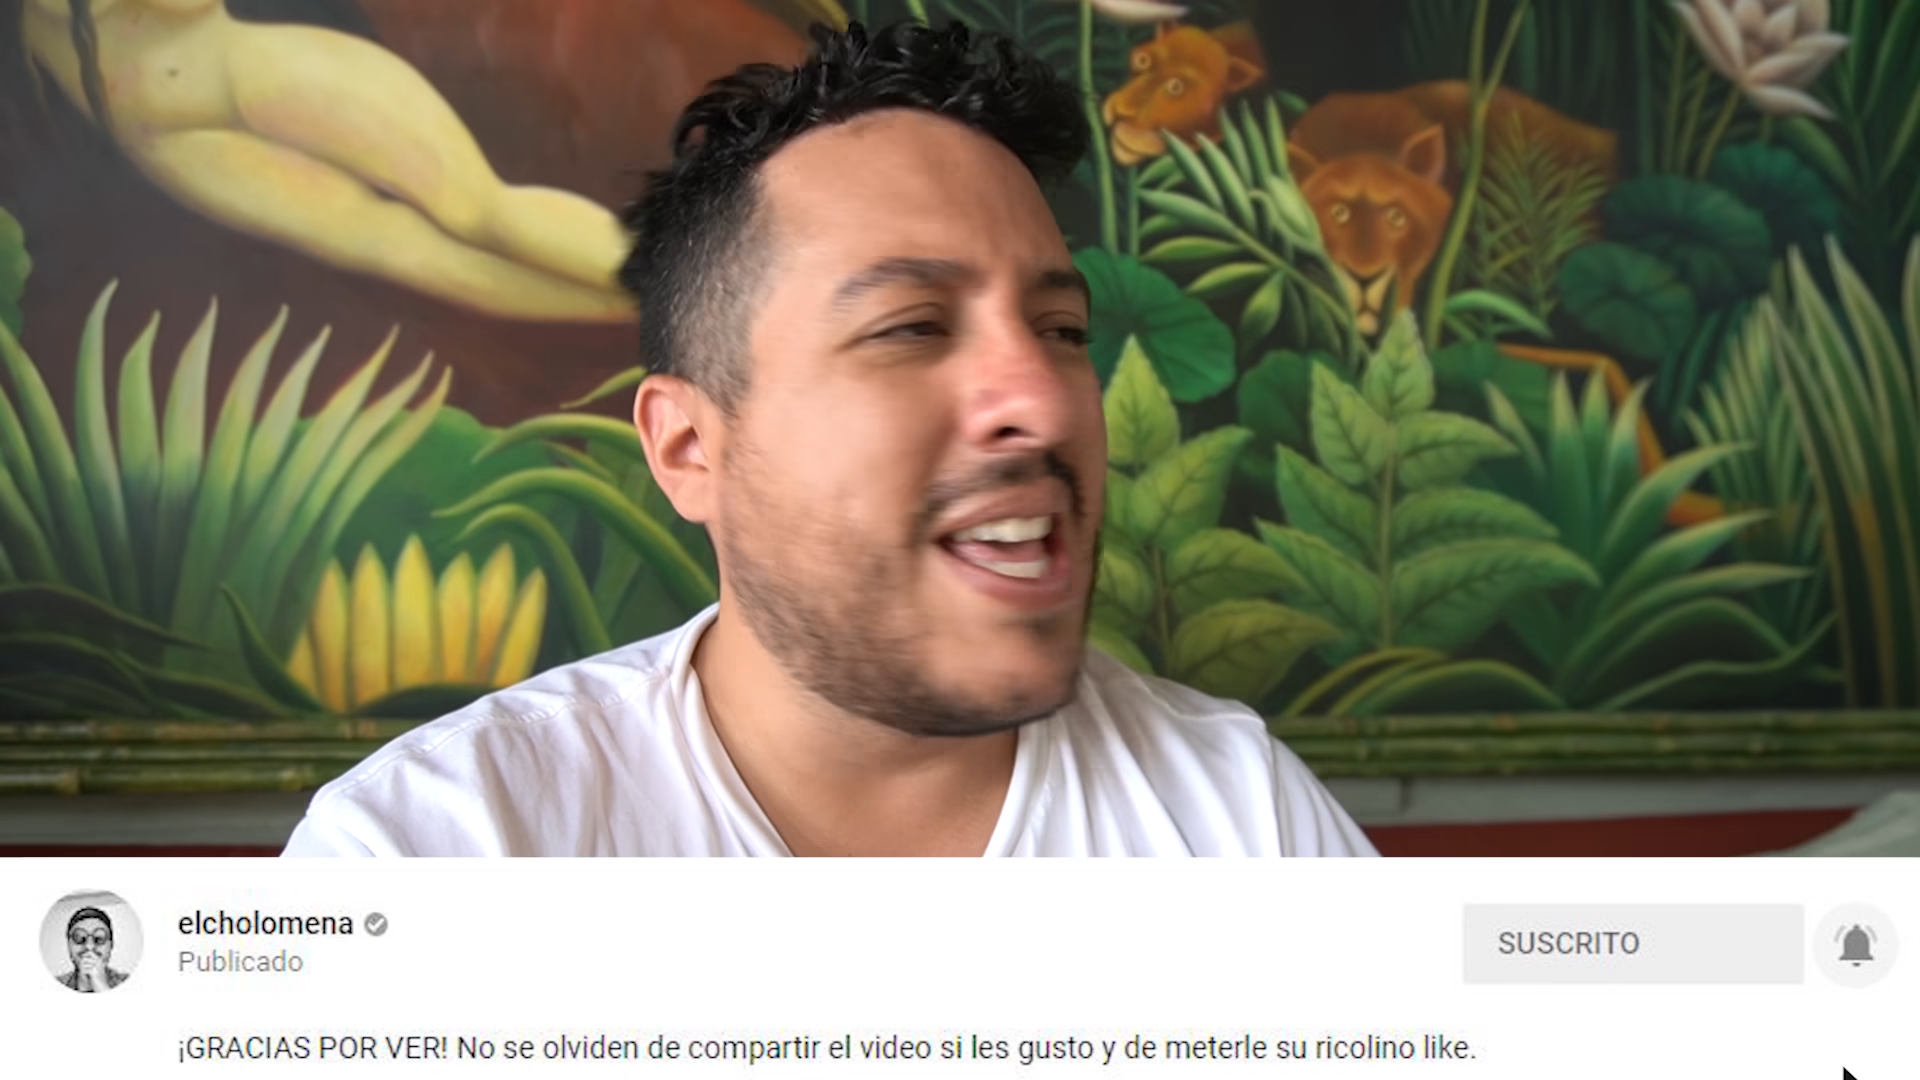 elcholomena
Publicado
SUSCRITO
¡GRACIAS POR VER! No se olviden de compartir el video si les gusto y de meterle su ricolino like.